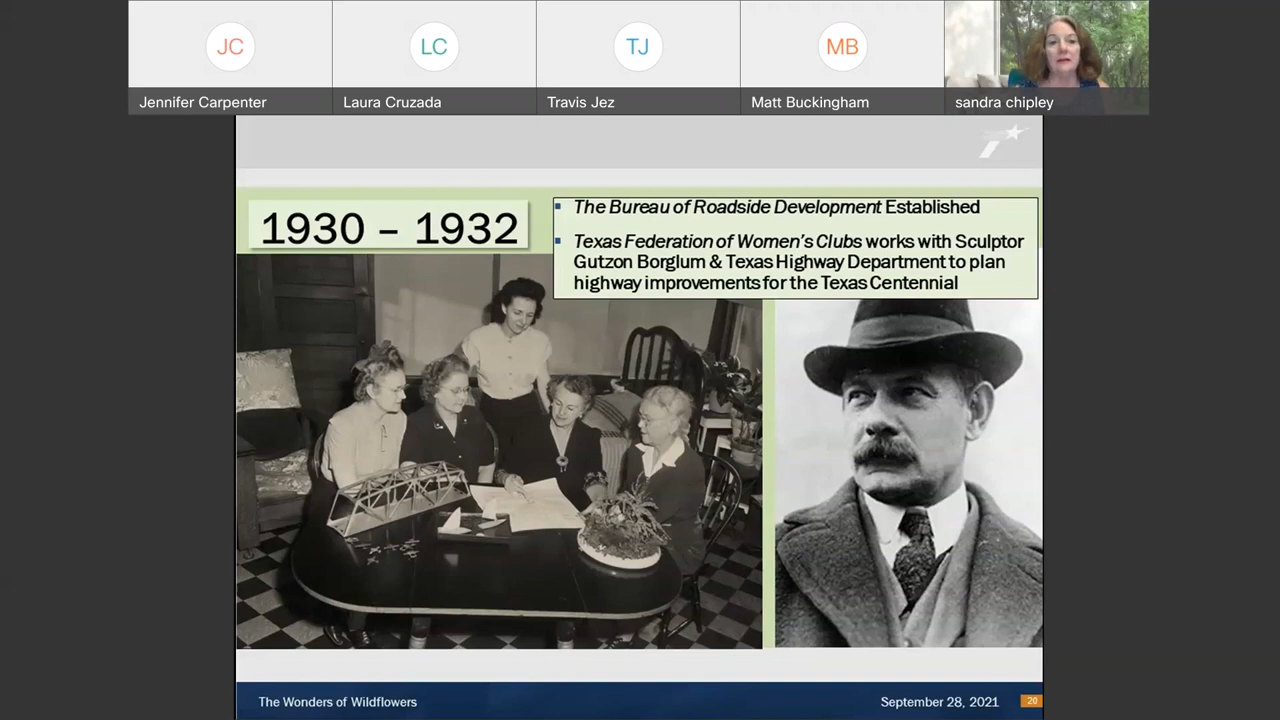 JC
LC
TJ
MB
Jennifer Carpenter
Laura Cruzada
Travis Jez
Matt Buckingham
sandra chipley
1930 – 1932
The Bureau of Roadside Development Established
Texas Federation of Women's Clubs works with Sculptor
Gutzon Borglum & Texas Highway Department to plan
highway improvements for the Texas Centennial
The Wonders of Wildflowers
September 28, 2021
20